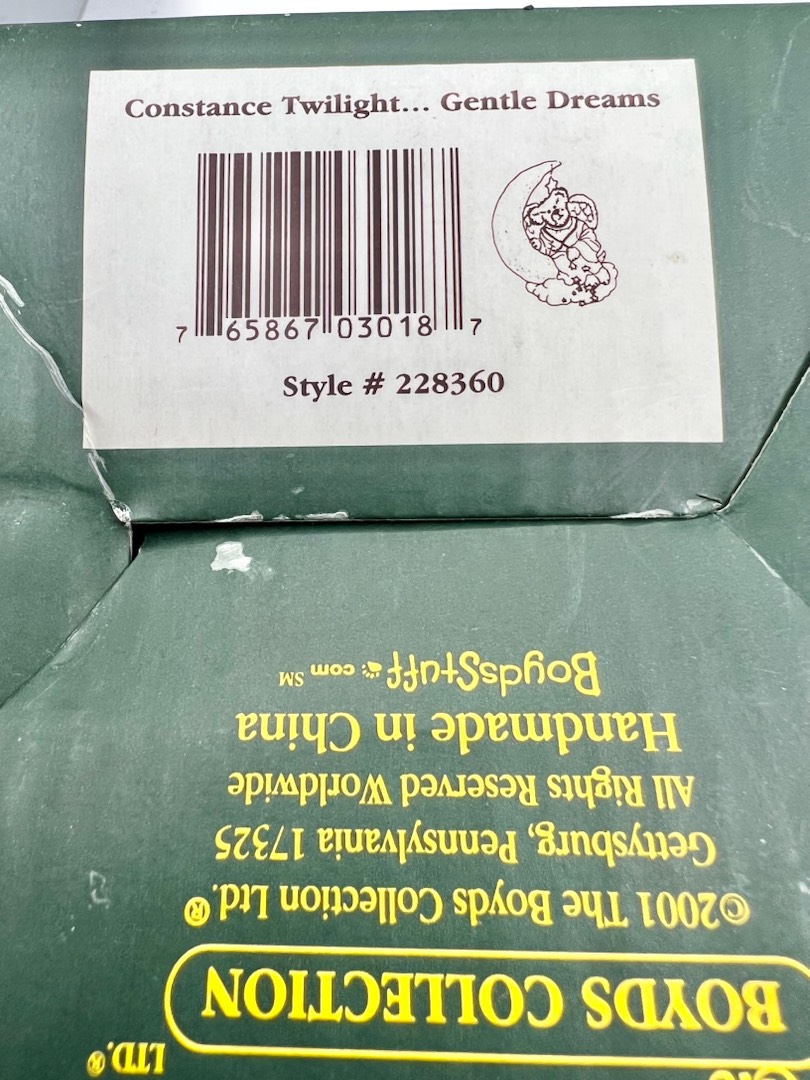 Constance Twilight... Gentle Dreams
7 65867 03018 7
Style # 228360
BOYDS COLLECTION
LTD.®
©2001 The Boyds Collection Ltd.®
Gettysburg, Pennsylvania 17325
All Rights Reserved Worldwide
Handmade in China
BoydsStuff.com SM